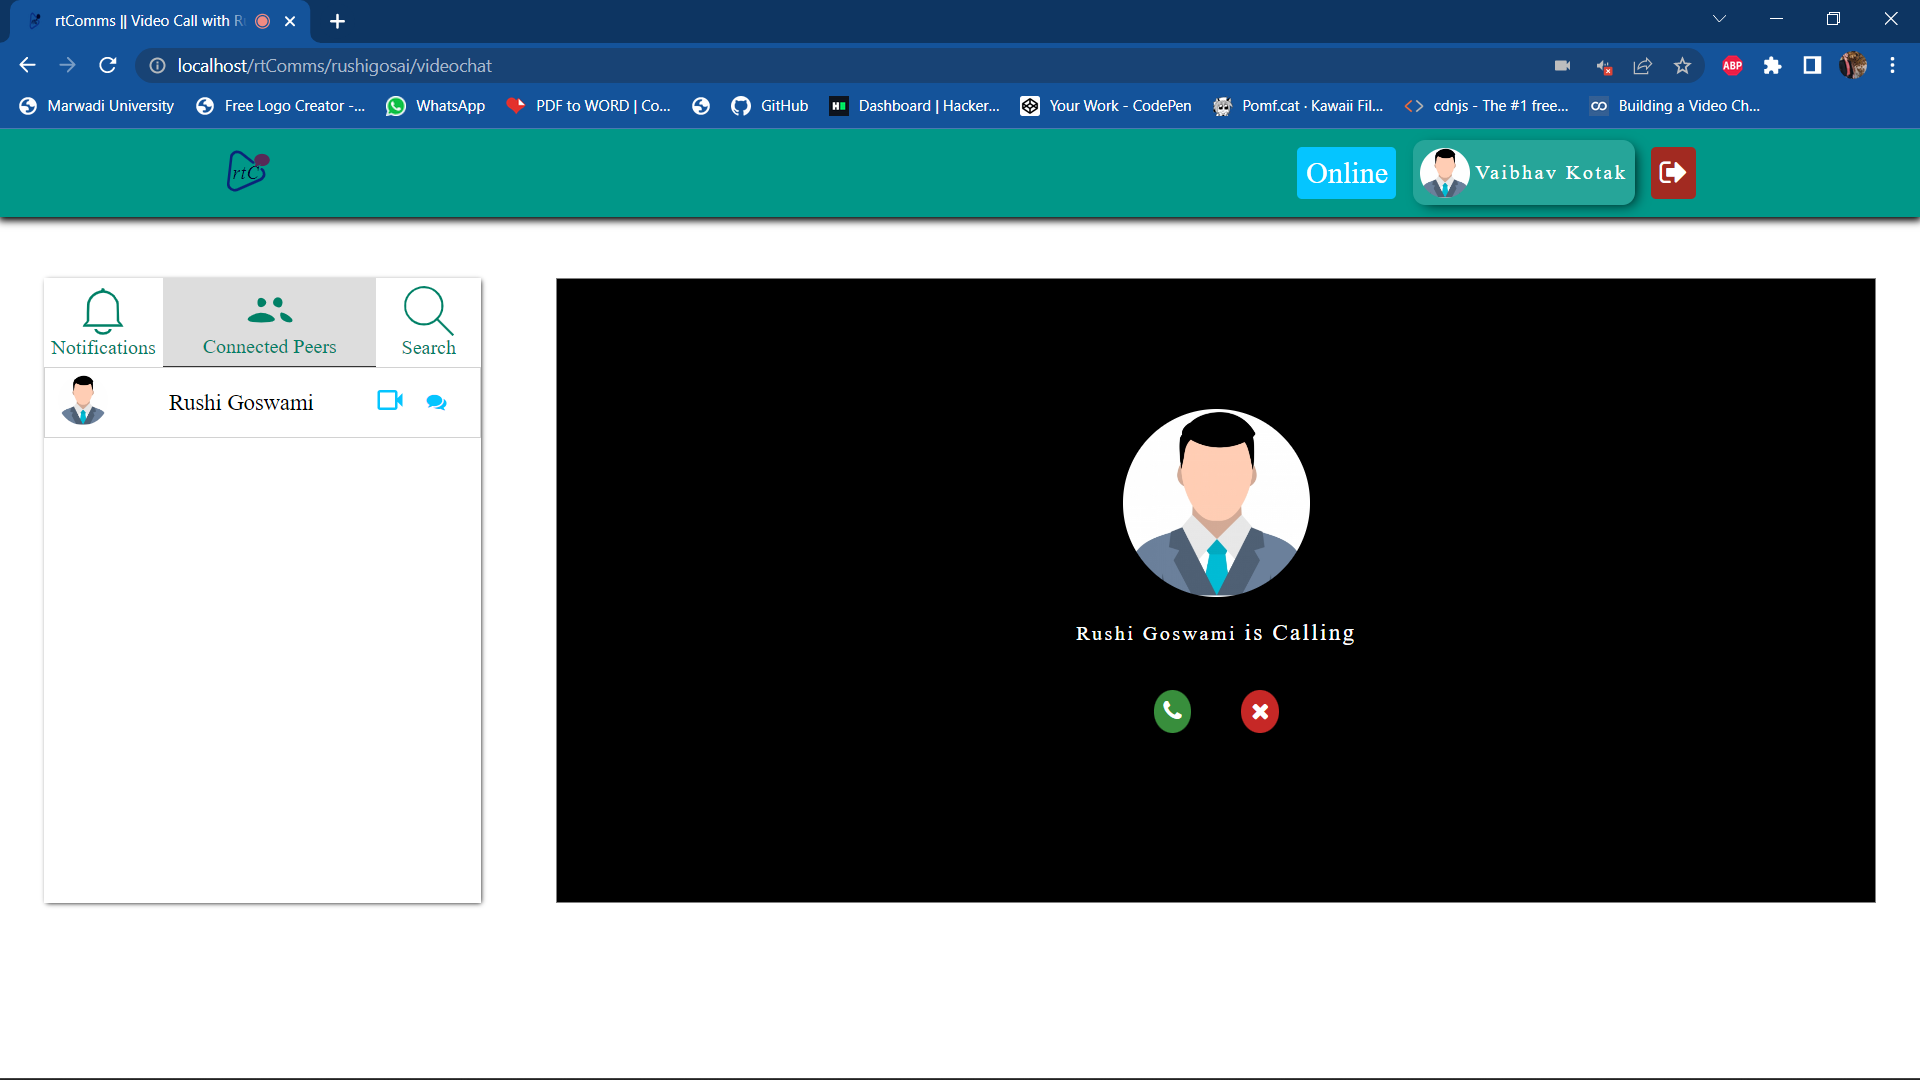 rtComms || Video Call with R
localhost/rtComms/rushigosai/videochat
ABP
Marwadi University
Free Logo Creator -...
WhatsApp
PDF to WORD | Co...
GitHub
Dashboard | Hacker...
Your Work - CodePen
Pomf.cat · Kawaii Fil...
cdnjs - The #1 free...
Building a Video Ch...
rtC
Online
Vaibhav Kotak
Notifications
Connected Peers
Search
Rushi Goswami
Rushi Goswami is Calling